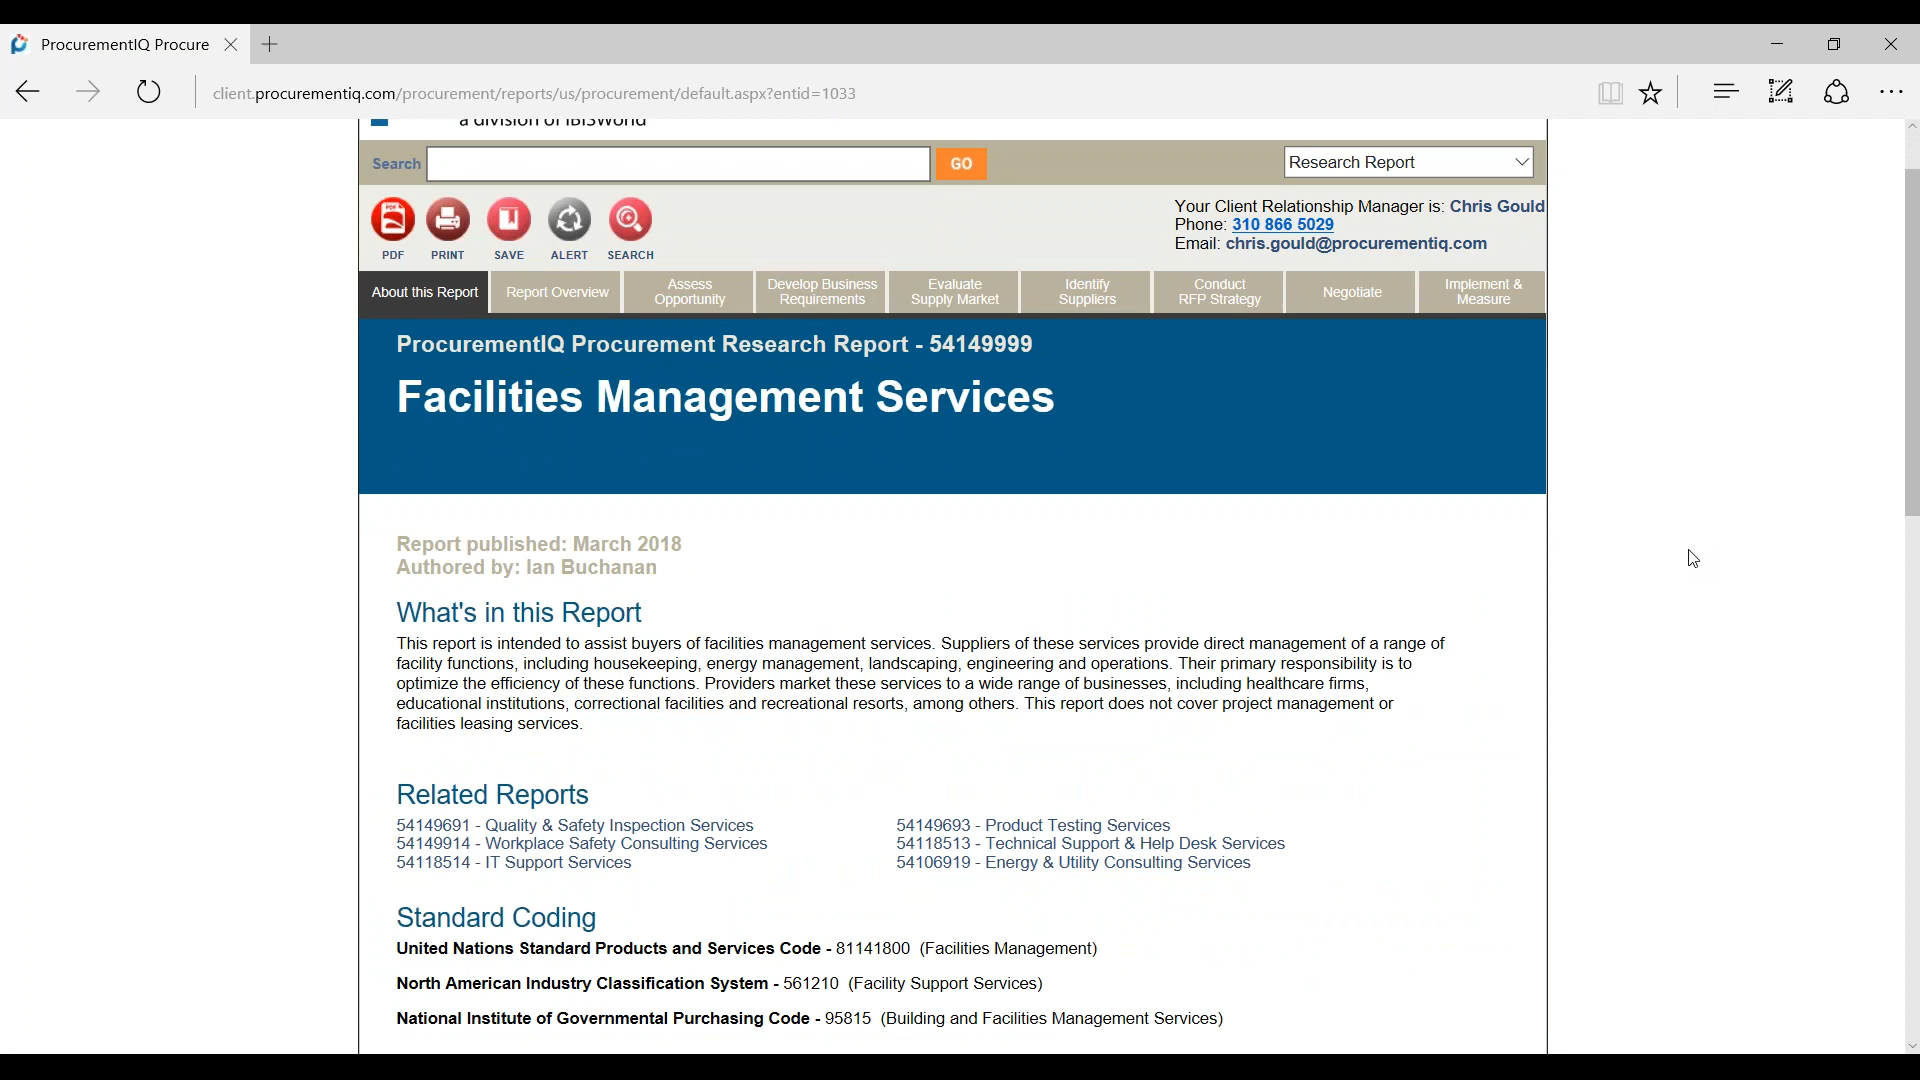 ProcurementIQ Procure
client.procurementiq.com/procurement/reports/us/procurement/default.aspx?entid=1033
a division of IBISWorld
Search
GO
Research Report
PDF
PRINT
SAVE
ALERT
SEARCH
Your Client Relationship Manager is: Chris Gould
Phone: 310 866 5029
Email: chris.gould@procurementiq.com
About this Report
Report Overview
Assess
Opportunity
Develop Business
Requirements
Evaluate
Supply Market
Identify
Suppliers
Conduct
RFP Strategy
Negotiate
Implement &
Measure
ProcurementIQ Procurement Research Report - 54149999
Facilities Management Services
Report published: March 2018
Authored by: Ian Buchanan
What's in this Report
This report is intended to assist buyers of facilities management services. Suppliers of these services provide direct management of a range of
facility functions, including housekeeping, energy management, landscaping, engineering and operations. Their primary responsibility is to
optimize the efficiency of these functions. Providers market these services to a wide range of businesses, including healthcare firms,
educational institutions, correctional facilities and recreational resorts, among others. This report does not cover project management or
facilities leasing services.
Related Reports
54149691 - Quality & Safety Inspection Services
54149914 - Workplace Safety Consulting Services
54118514 - IT Support Services
54149693 - Product Testing Services
54118513 - Technical Support & Help Desk Services
54106919 - Energy & Utility Consulting Services
Standard Coding
United Nations Standard Products and Services Code - 81141800 (Facilities Management)
North American Industry Classification System - 561210 (Facility Support Services)
National Institute of Governmental Purchasing Code - 95815 (Building and Facilities Management Services)